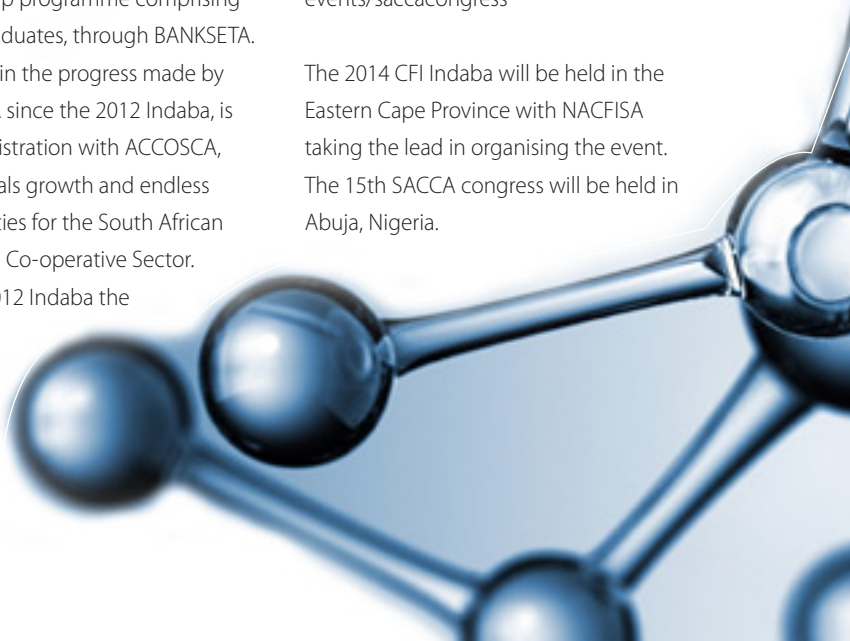 p programme comprising
duates, through BANKSETA.
in the progress made by
since the 2012 Indaba, is
istration with ACCOSCA,
als growth and endless
ties for the South African
Co-operative Sector.
12 Indaba the
events/saccacongress
The 2014 CFI Indaba will be held in the
Eastern Cape Province with NACFISA
taking the lead in organising the event.
The 15th SACCA congress will be held in
Abuja, Nigeria.